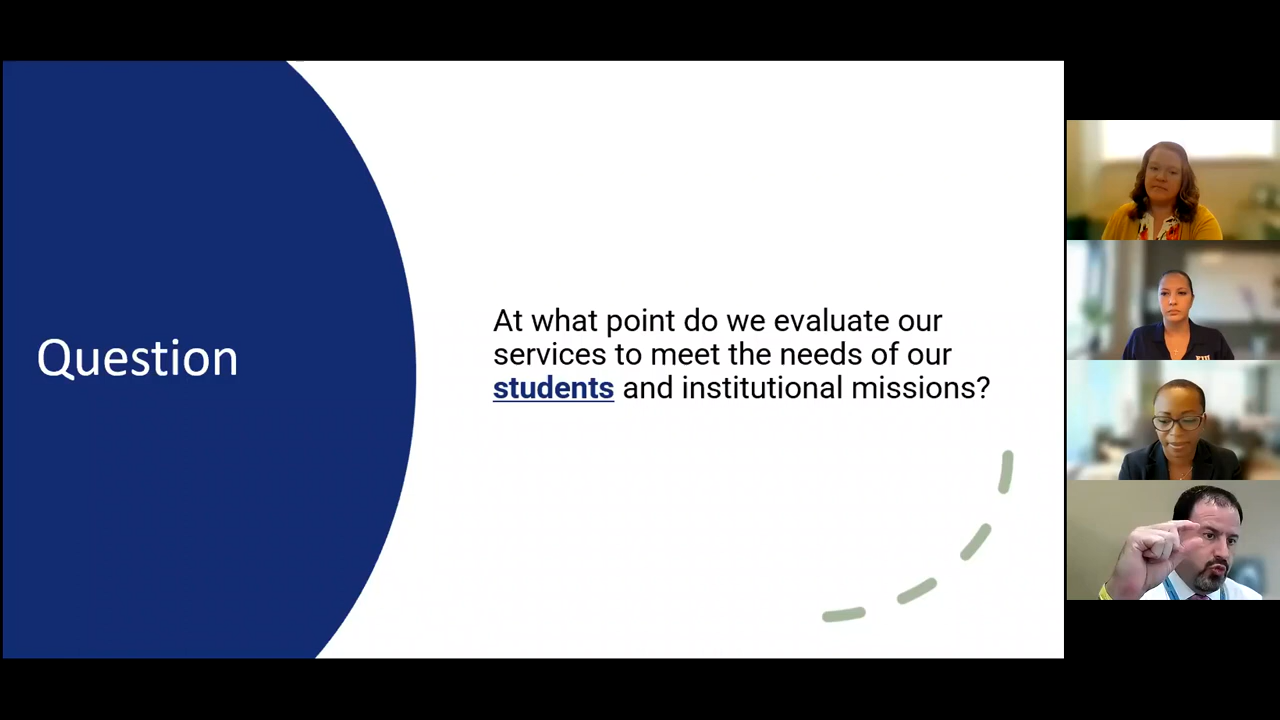 Question
At what point do we evaluate our
services to meet the needs of our
students and institutional missions?